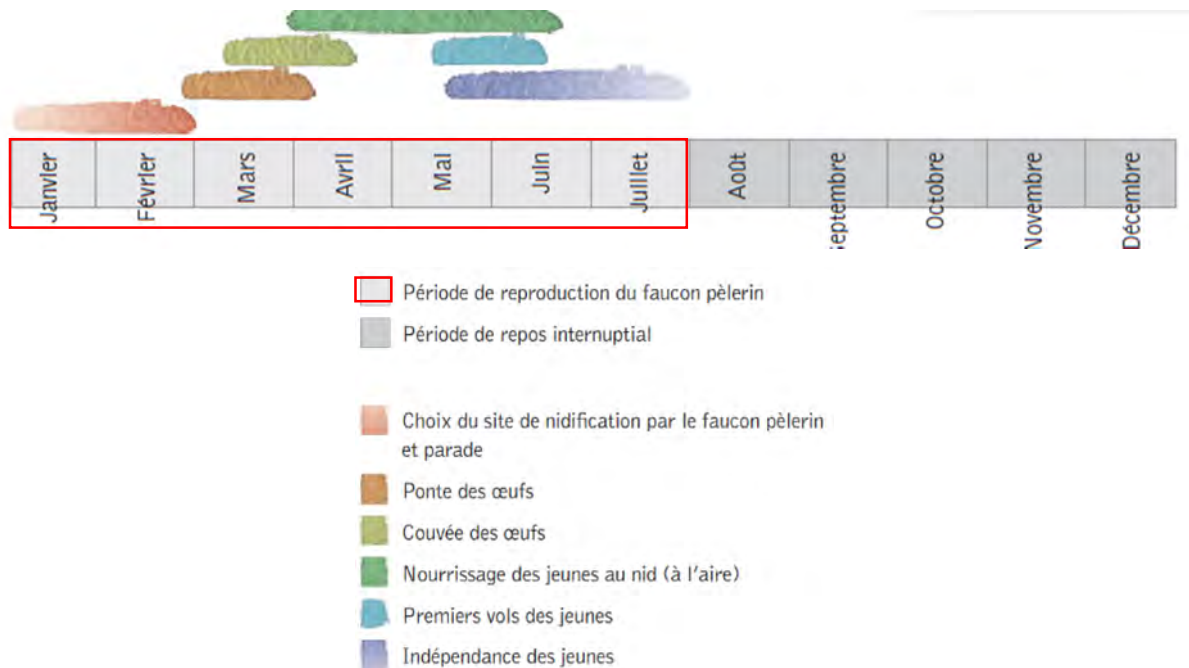 Janvier
Février
Mars
Avril
Mai
Juin
Juillet
Août
Septembre
Octobre
Novembre
Décembre
Période de reproduction du faucon pèlerin
Période de repos internuptial
Choix du site de nidification par le faucon pèlerin
et parade
Ponte des œufs
Couvée des œufs
Nourrissage des jeunes au nid (à l'aire)
Premiers vols des jeunes
Indépendance des jeunes